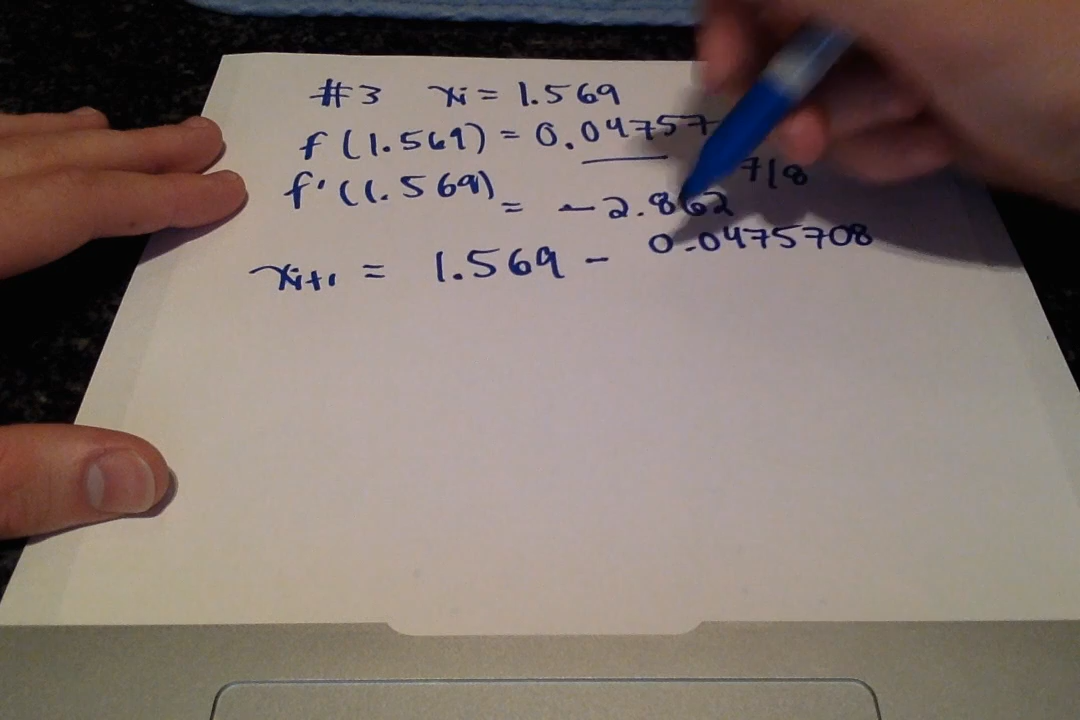 #3 xi = 1.569
f(1.569) = 0.04757
718
f'(1.569) = -2.862
0.0475708
xi+1 = 1.569 -